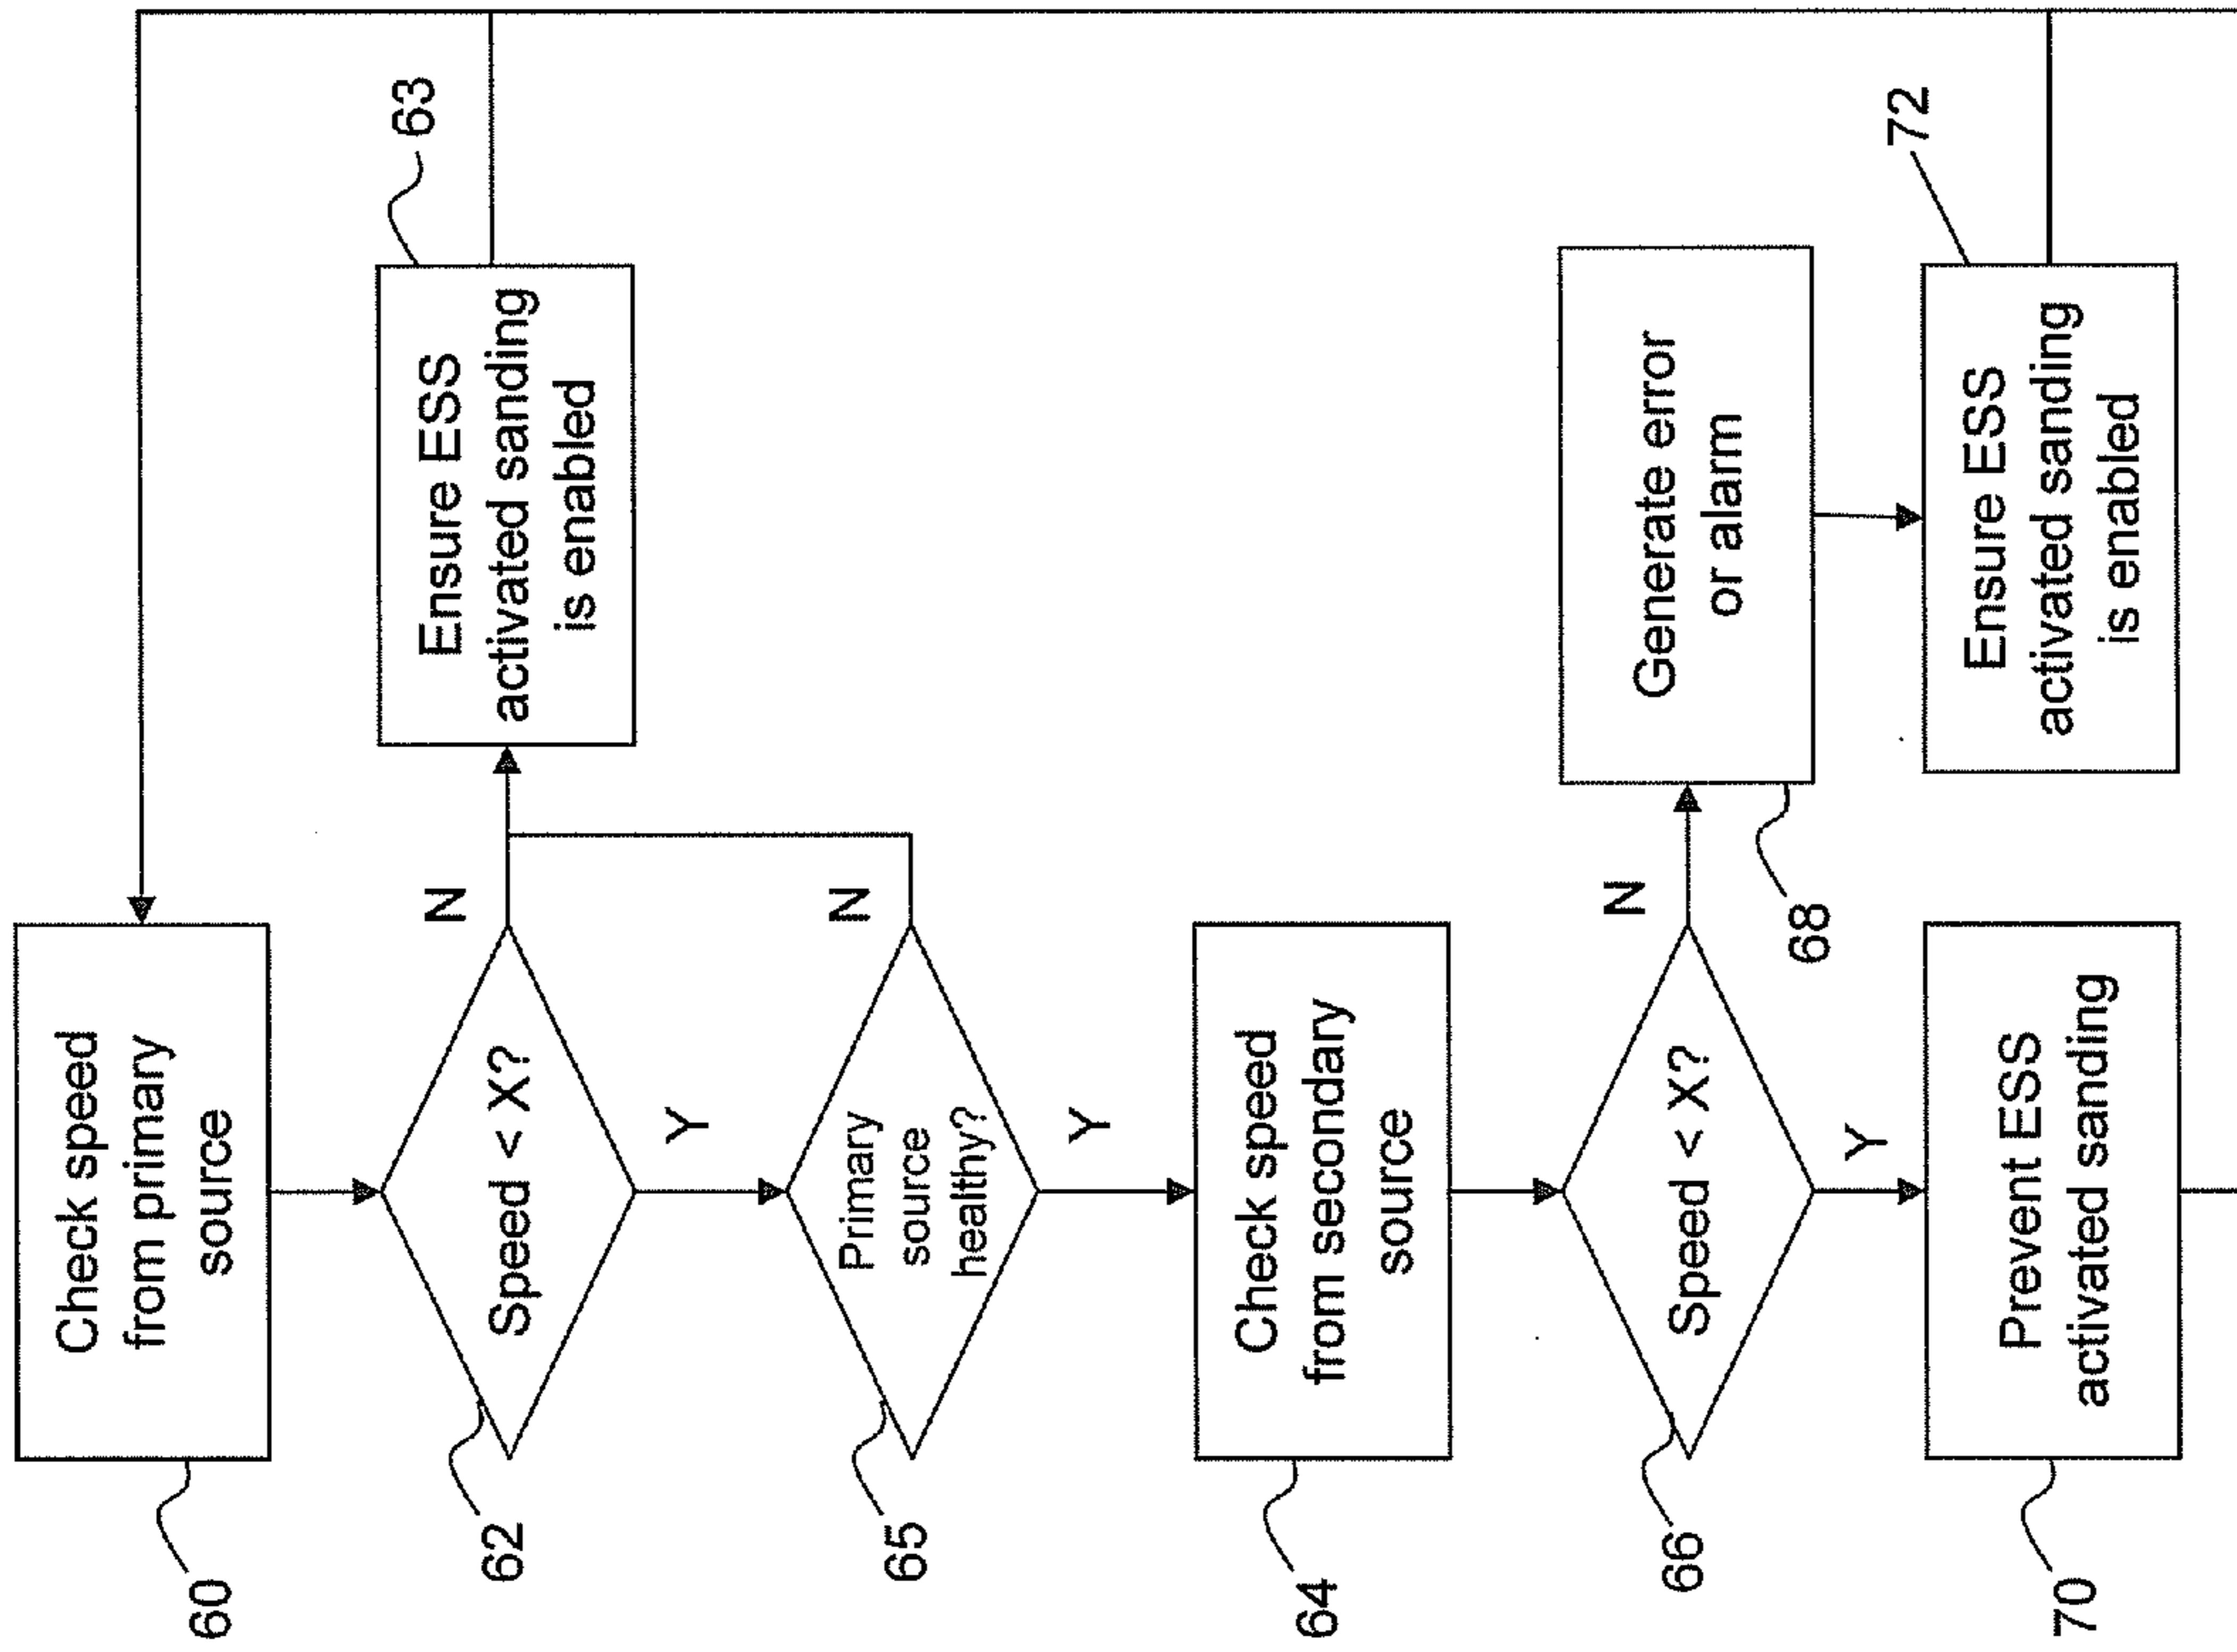 60
Check speed
from primary
source
62
Speed < X?
N
Y
63
Ensure ESS
activated sanding
is enabled
65
Primary
source
healthy?
N
Y
64
Check speed
from secondary
source
66
Speed < X?
N
Y
68
Generate error
or alarm
70
Prevent ESS
activated sanding
72
Ensure ESS
activated sanding
is enabled